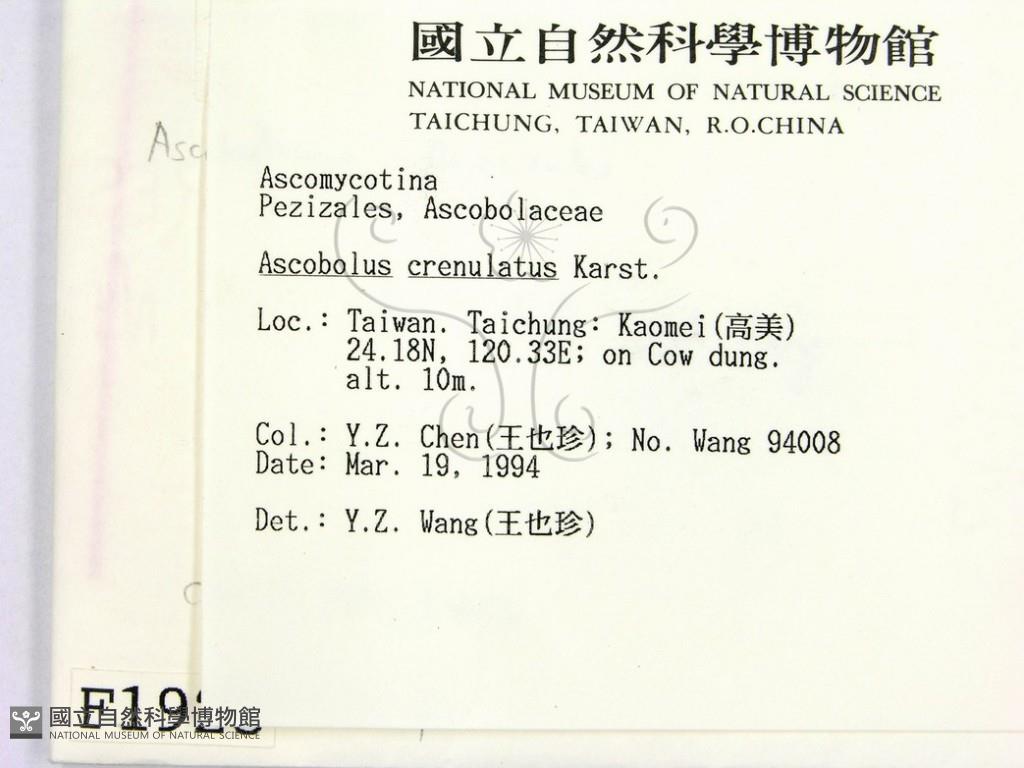 國立自然科學博物館
NATIONAL MUSEUM OF NATURAL SCIENCE
TAICHUNG, TAIWAN, R.O.CHINA
Asc
Ascomycotina
Pezizales, Ascobolaceae
Ascobolus crenulatus Karst.
Loc.: Taiwan. Taichung: Kaomei(高美)
24.18N, 120.33E; on Cow dung.
alt. 10m.
Col.: Y.Z. Chen(王也珍); No. Wang 94008
Date: Mar. 19, 1994
Det.: Y.Z. Wang(王也珍)
國立自然科學博物館
NATIONAL MUSEUM OF NATURAL SCIENCE